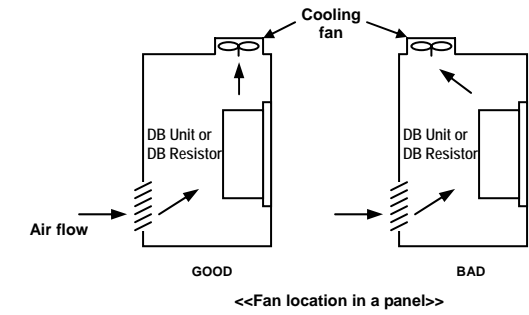 Cooling
fan
DB Unit or
DB Resistor
DB Unit or
DB Resistor
Air flow
GOOD
BAD
<<Fan location in a panel>>